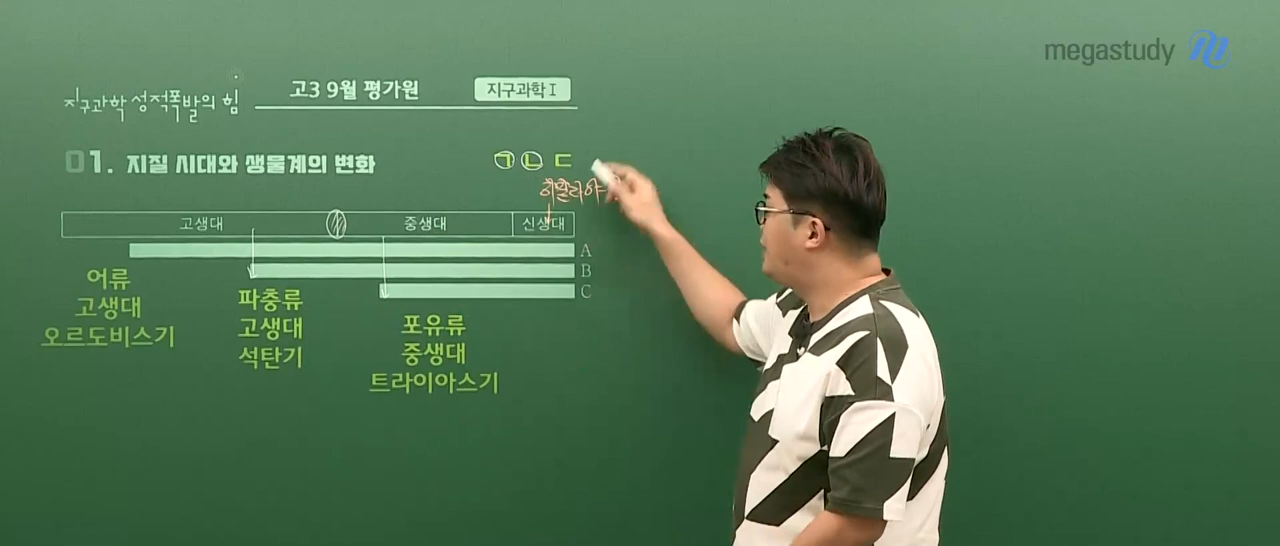 megastudy
지구과학 성적폭발의 힘
고3 9월 평가원
지구과학 I
01. 지질 시대와 생물계의 변화
ㄱ ㄴ ㄷ
히말라야
고생대 중생대 신생대
A
B
C
어류
고생대
오르도비스기
파충류
고생대
석탄기
포유류
중생대
트라이아스기